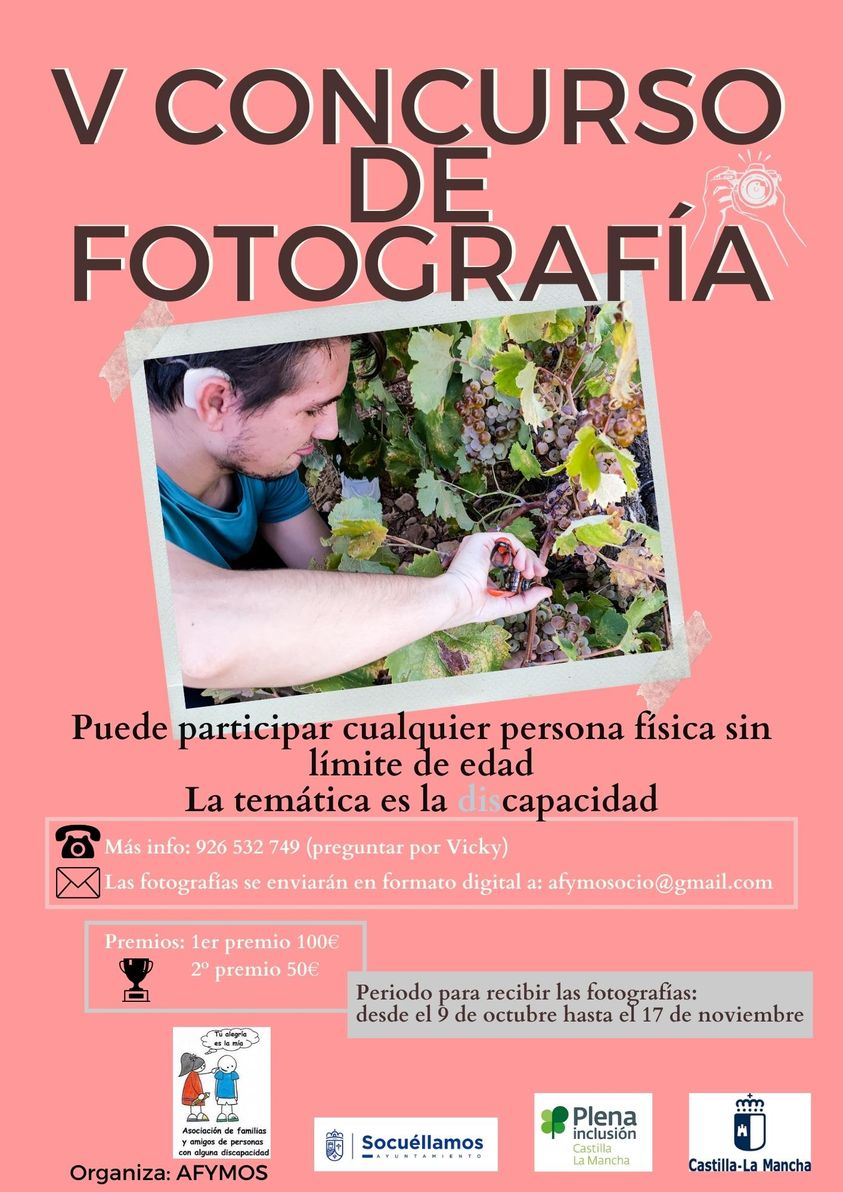 V CONCURSO
DE
FOTOGRAFÍA
Puede participar cualquier persona física sin
límite de edad
La temática es la discapacidad
Más info: 926 532 749 (preguntar por Vicky)
Las fotografías se enviarán en formato digital a: afymosocio@gmail.com
Premios: 1er premio 100€
2º premio 50€
Periodo para recibir las fotografías:
desde el 9 de octubre hasta el 17 de noviembre
Tu alegría
es la mía
Asociación de familias
y amigos de personas
con alguna discapacidad
Organiza: AFYMOS
Socuéllamos
AYUNTAMIENTO
Plena
inclusión
Castilla
La Mancha
Castilla-La Mancha